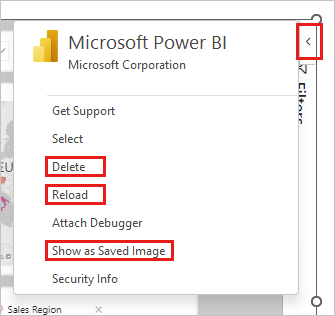 Microsoft Power BI
Microsoft Corporation
Get Support
Select
Delete
Reload
Attach Debugger
Show as Saved Image
Security Info
Filters
EU
Sales Region